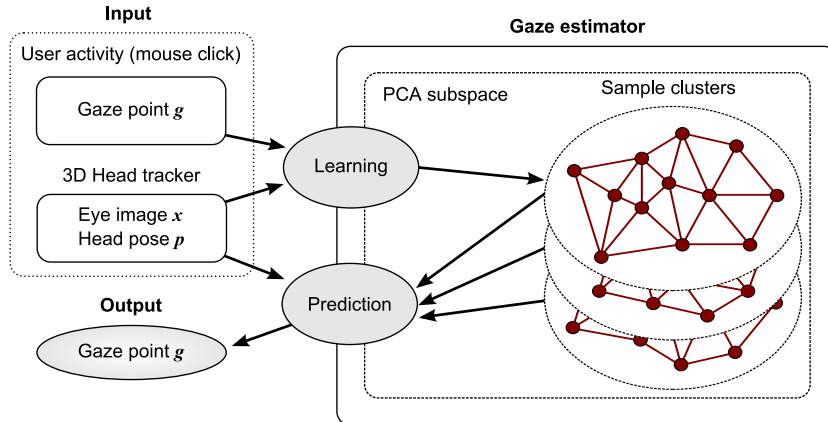 Input
User activity (mouse click)
Gaze point g
3D Head tracker
Eye image x
Head pose p
Output
Gaze point g
Learning
Prediction
Gaze estimator
PCA subspace
Sample clusters